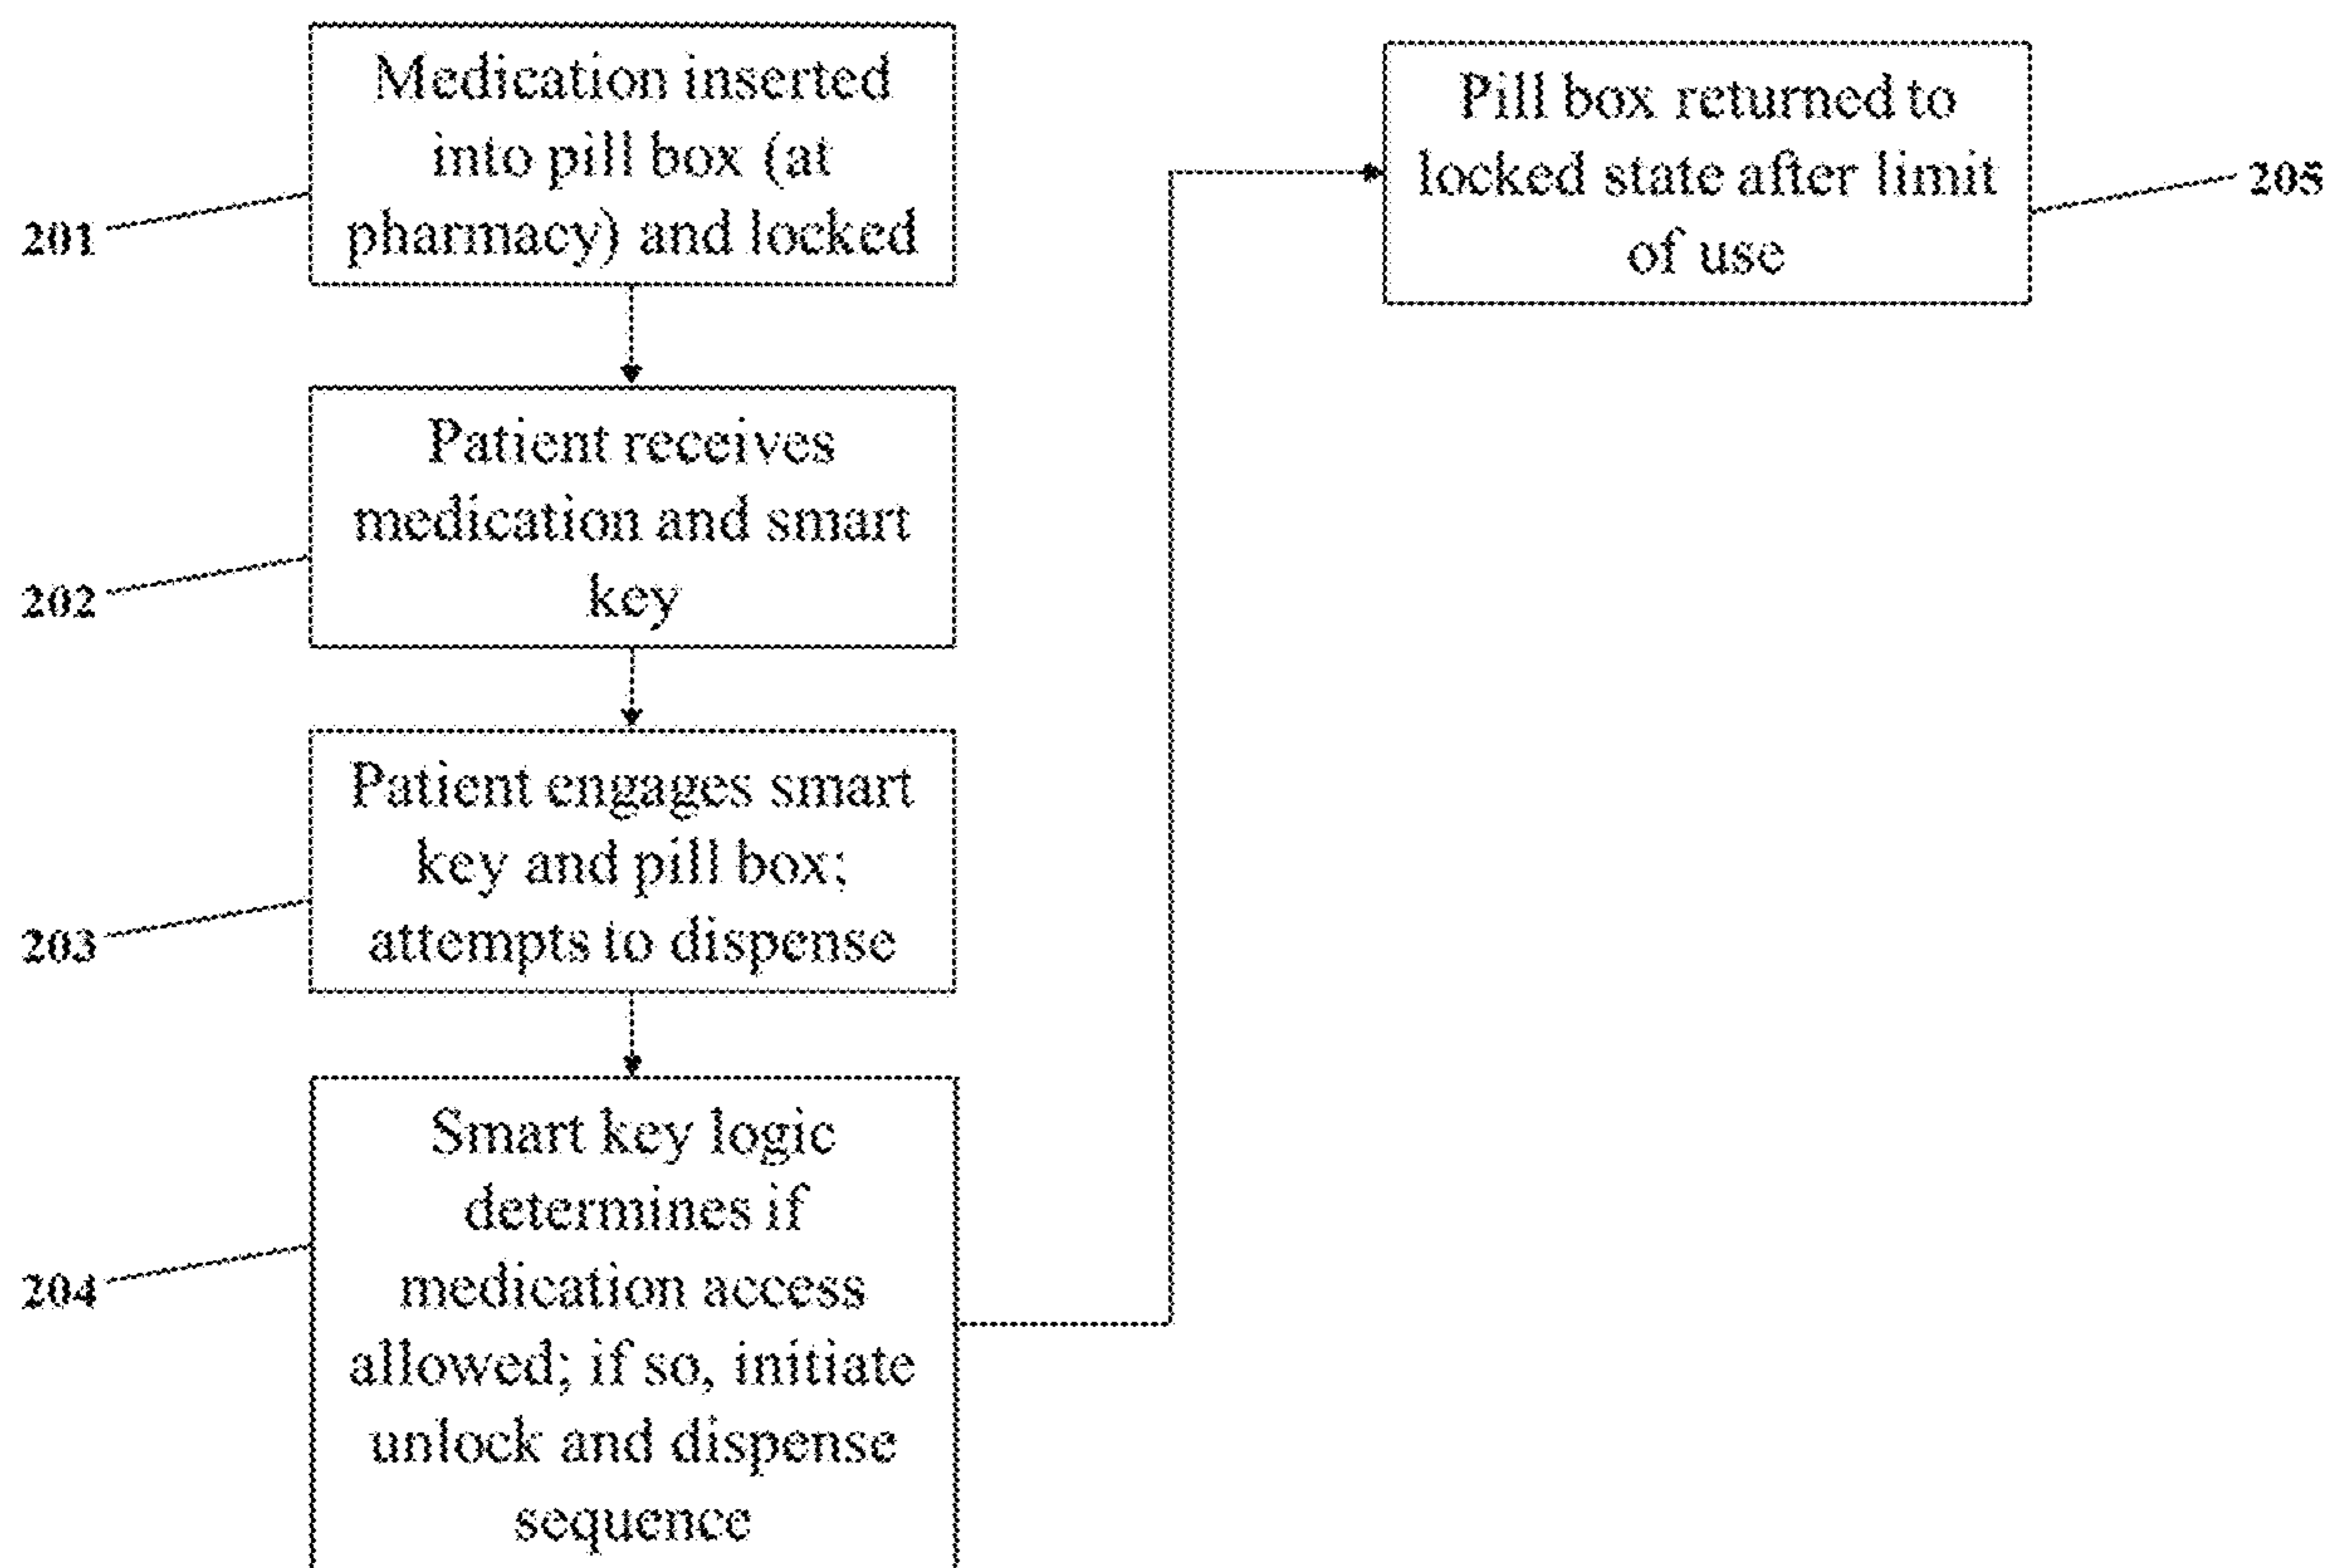 Medication inserted
into pill box (at
pharmacy) and locked
201
Patient receives
medication and smart
key
202
Patient engages smart
key and pill box;
attempts to dispense
203
Smart key logic
determines if
medication access
allowed; if so, initiate
unlock and dispense
sequence
204
Pill box returned to
locked state after limit
of use
205